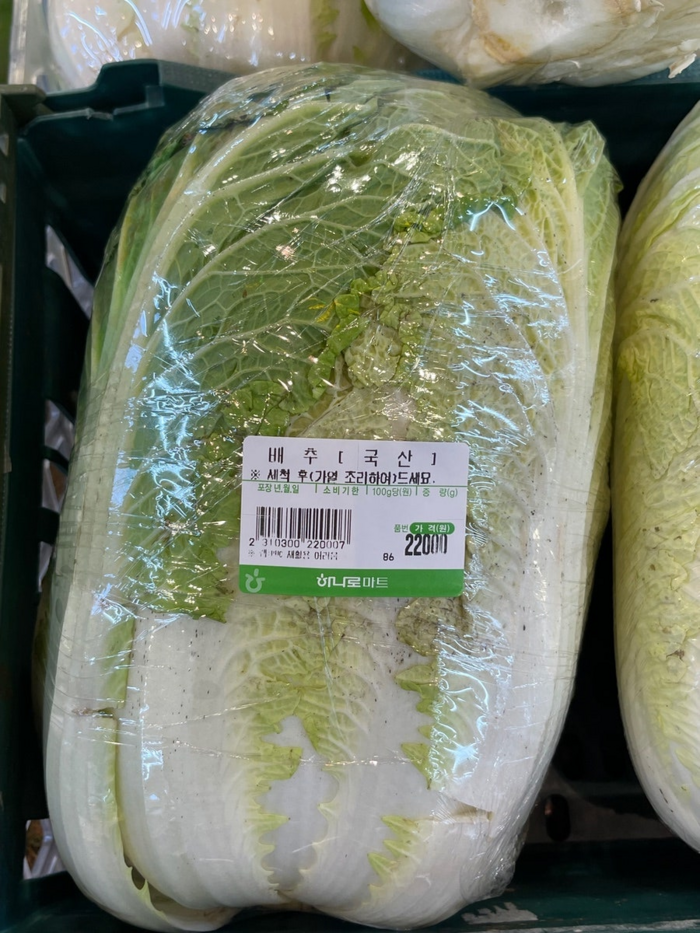 배 추 [ 국 산 ]
※ 세척 후(가열 조리하여)드세요.
포장 년,월,일 소비기한 100g당(원) 중 량(g)
품번 가 격(원)
86 22000
2 310300 220007
하나로마트